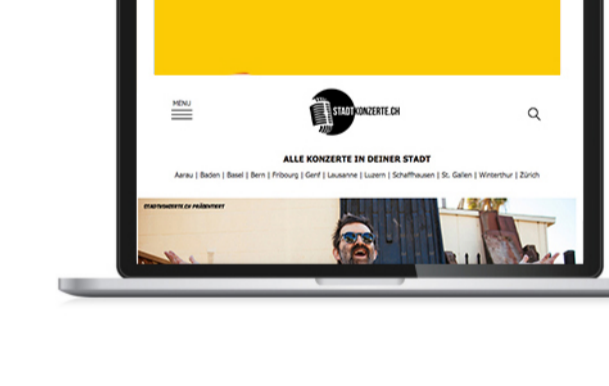 MENU
STADTKONZERTE.CH
ALLE KONZERTE IN DEINER STADT
Aarau | Baden | Basel | Bern | Fribourg | Genf | Lausanne | Luzern | Schaffhausen | St. Gallen | Winterthur | Zürich
STADTKONZERTE.CH PRÄSENTIERT